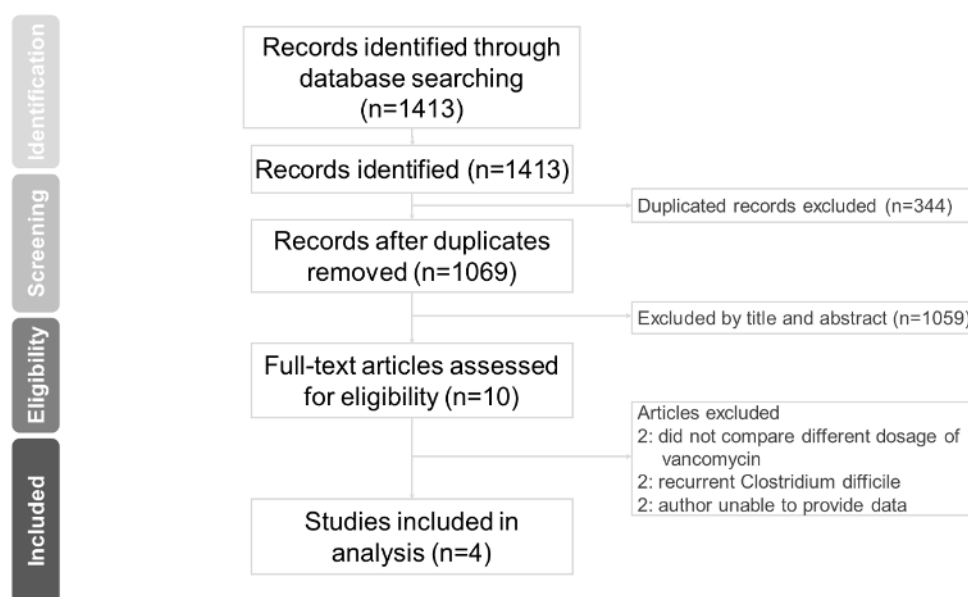 Identification
Records identified through
database searching
(n=1413)
Records identified (n=1413)
Screening
Duplicated records excluded (n=344)
Records after duplicates
removed (n=1069)
Excluded by title and abstract (n=1059)
Eligibility
Full-text articles assessed
for eligibility (n=10)
Articles excluded
2: did not compare different dosage of
vancomycin
2: recurrent Clostridium difficile
2: author unable to provide data
Included
Studies included in
analysis (n=4)